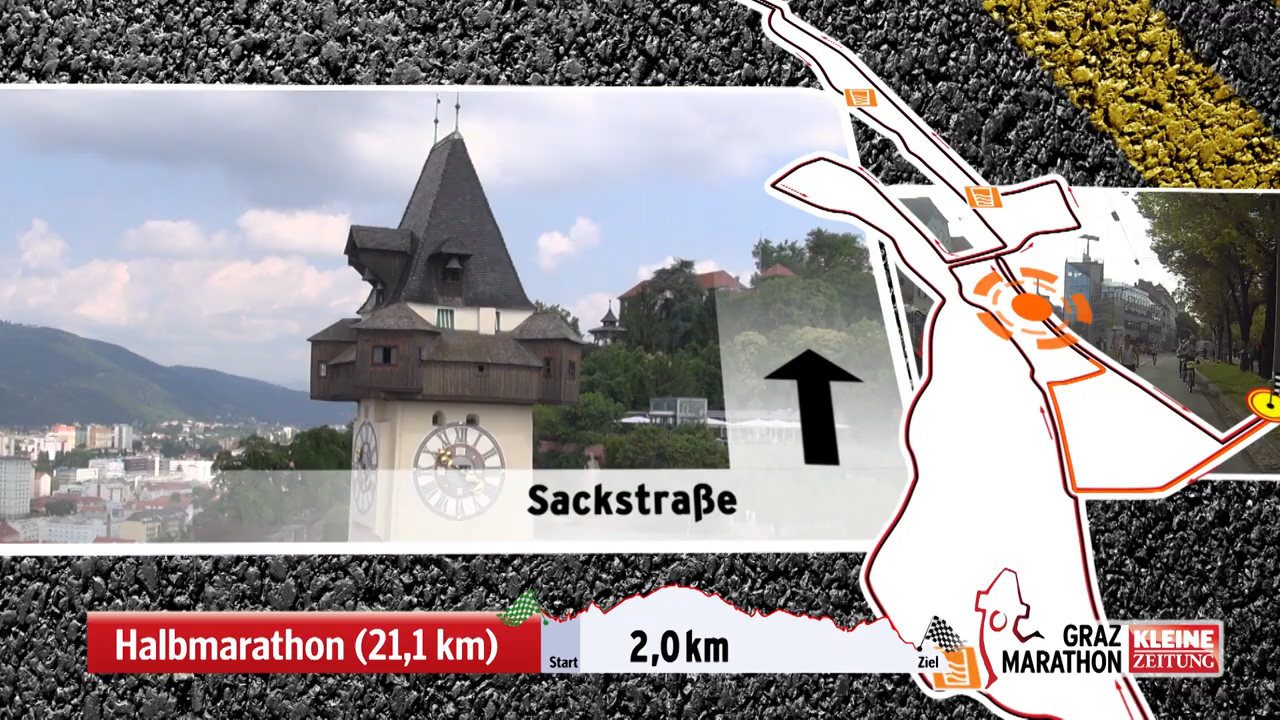 Sackstraße
Halbmarathon (21,1 km)
Start
2,0 km
Ziel
GRAZ
MARATHON
KLEINE
ZEITUNG